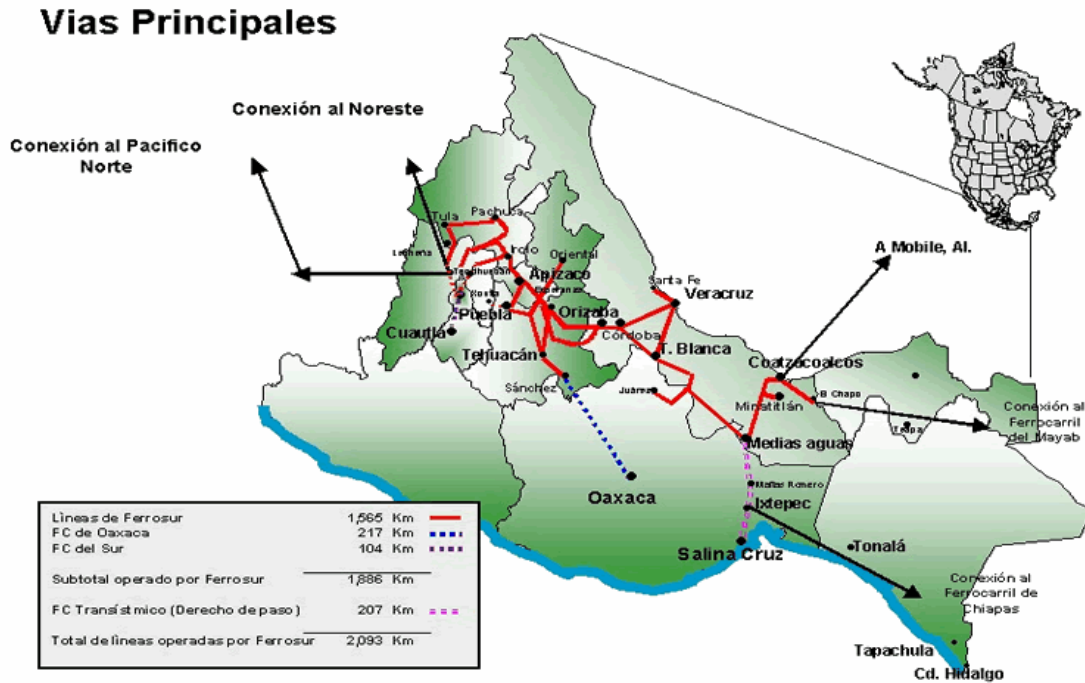 Vias Principales
Conexión al Noreste
Conexión al Pacifico
Norte
Tula
Pachuca
Lechería
Irolo
Teotihuacán
Oriental
Apizaco
Puebla
Cuautla
Orizaba
Córdoba
Santa Fe
Veracruz
A Mobile, Al.
Tehuacán
T. Blanca
Sánchez
Juárez
Coatzacoalcos
Minatitlán
B Chapo
Conexión al
Ferrocarril
del Mayab
Medias aguas
Matías Romero
Ixtepec
Oaxaca
Salina Cruz
Tonalá
Conexión al
Ferrocarril de
Chiapas
Tapachula
Cd. Hidalgo
Lìneas de Ferrosur 1,565 Km
FC de Oaxaca 217 Km
FC del Sur 104 Km
Subtotal operado por Ferrosur 1,886 Km
FC Transístmico (Derecho de paso) 207 Km
Total de lìneas operadas por Ferrosur 2,093 Km